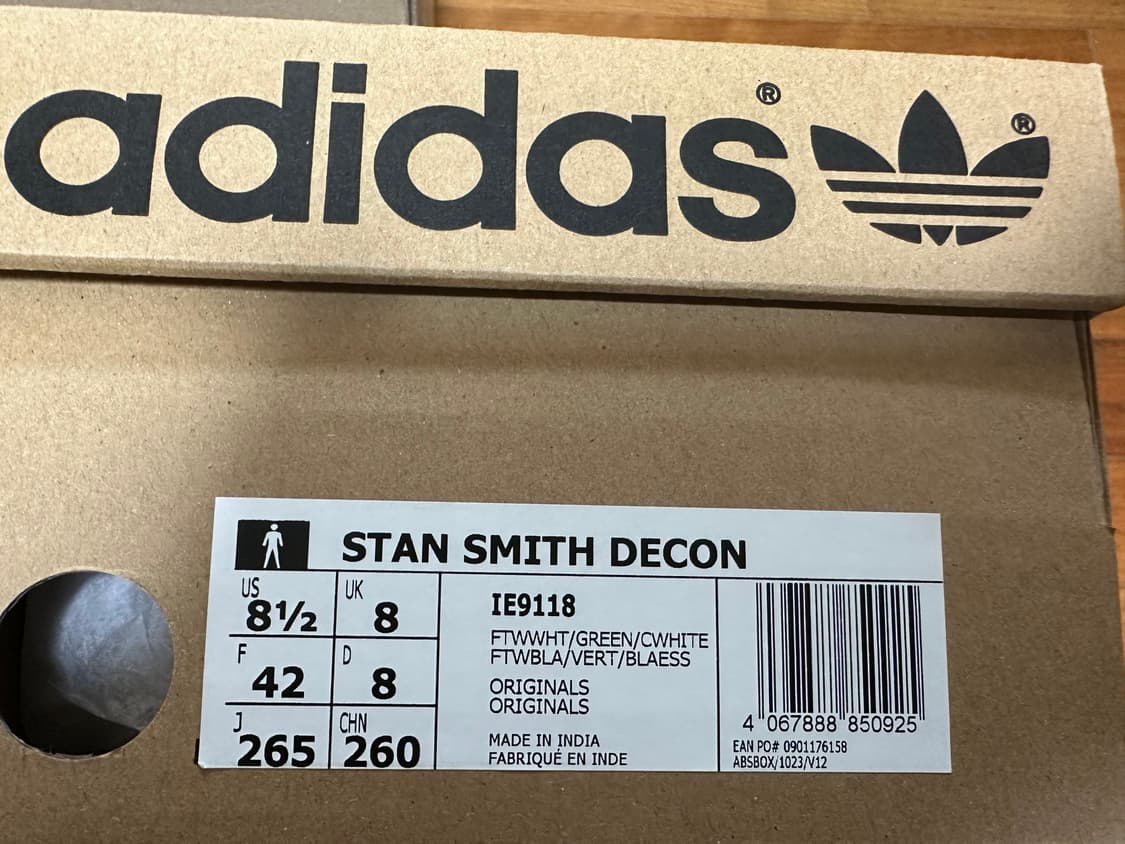 adidas® ®
STAN SMITH DECON
US 8½ UK 8
F 42 D 8
J 265 CHN 260
IE9118
FTWWHT/GREEN/CWHITE
FTWBLA/VERT/BLAESS
ORIGINALS
ORIGINALS
MADE IN INDIA
FABRIQUÉ EN INDE
4 067888 850925
EAN PO# 0901176158
ABSBOX/1023/V12